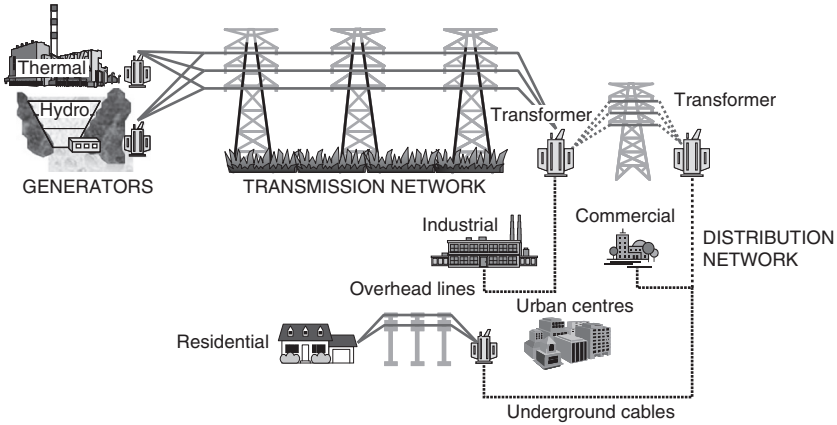 Thermal
Hydro
GENERATORS
TRANSMISSION NETWORK
Transformer
Transformer
Industrial
Commercial
DISTRIBUTION
NETWORK
Overhead lines
Urban centres
Residential
Underground cables